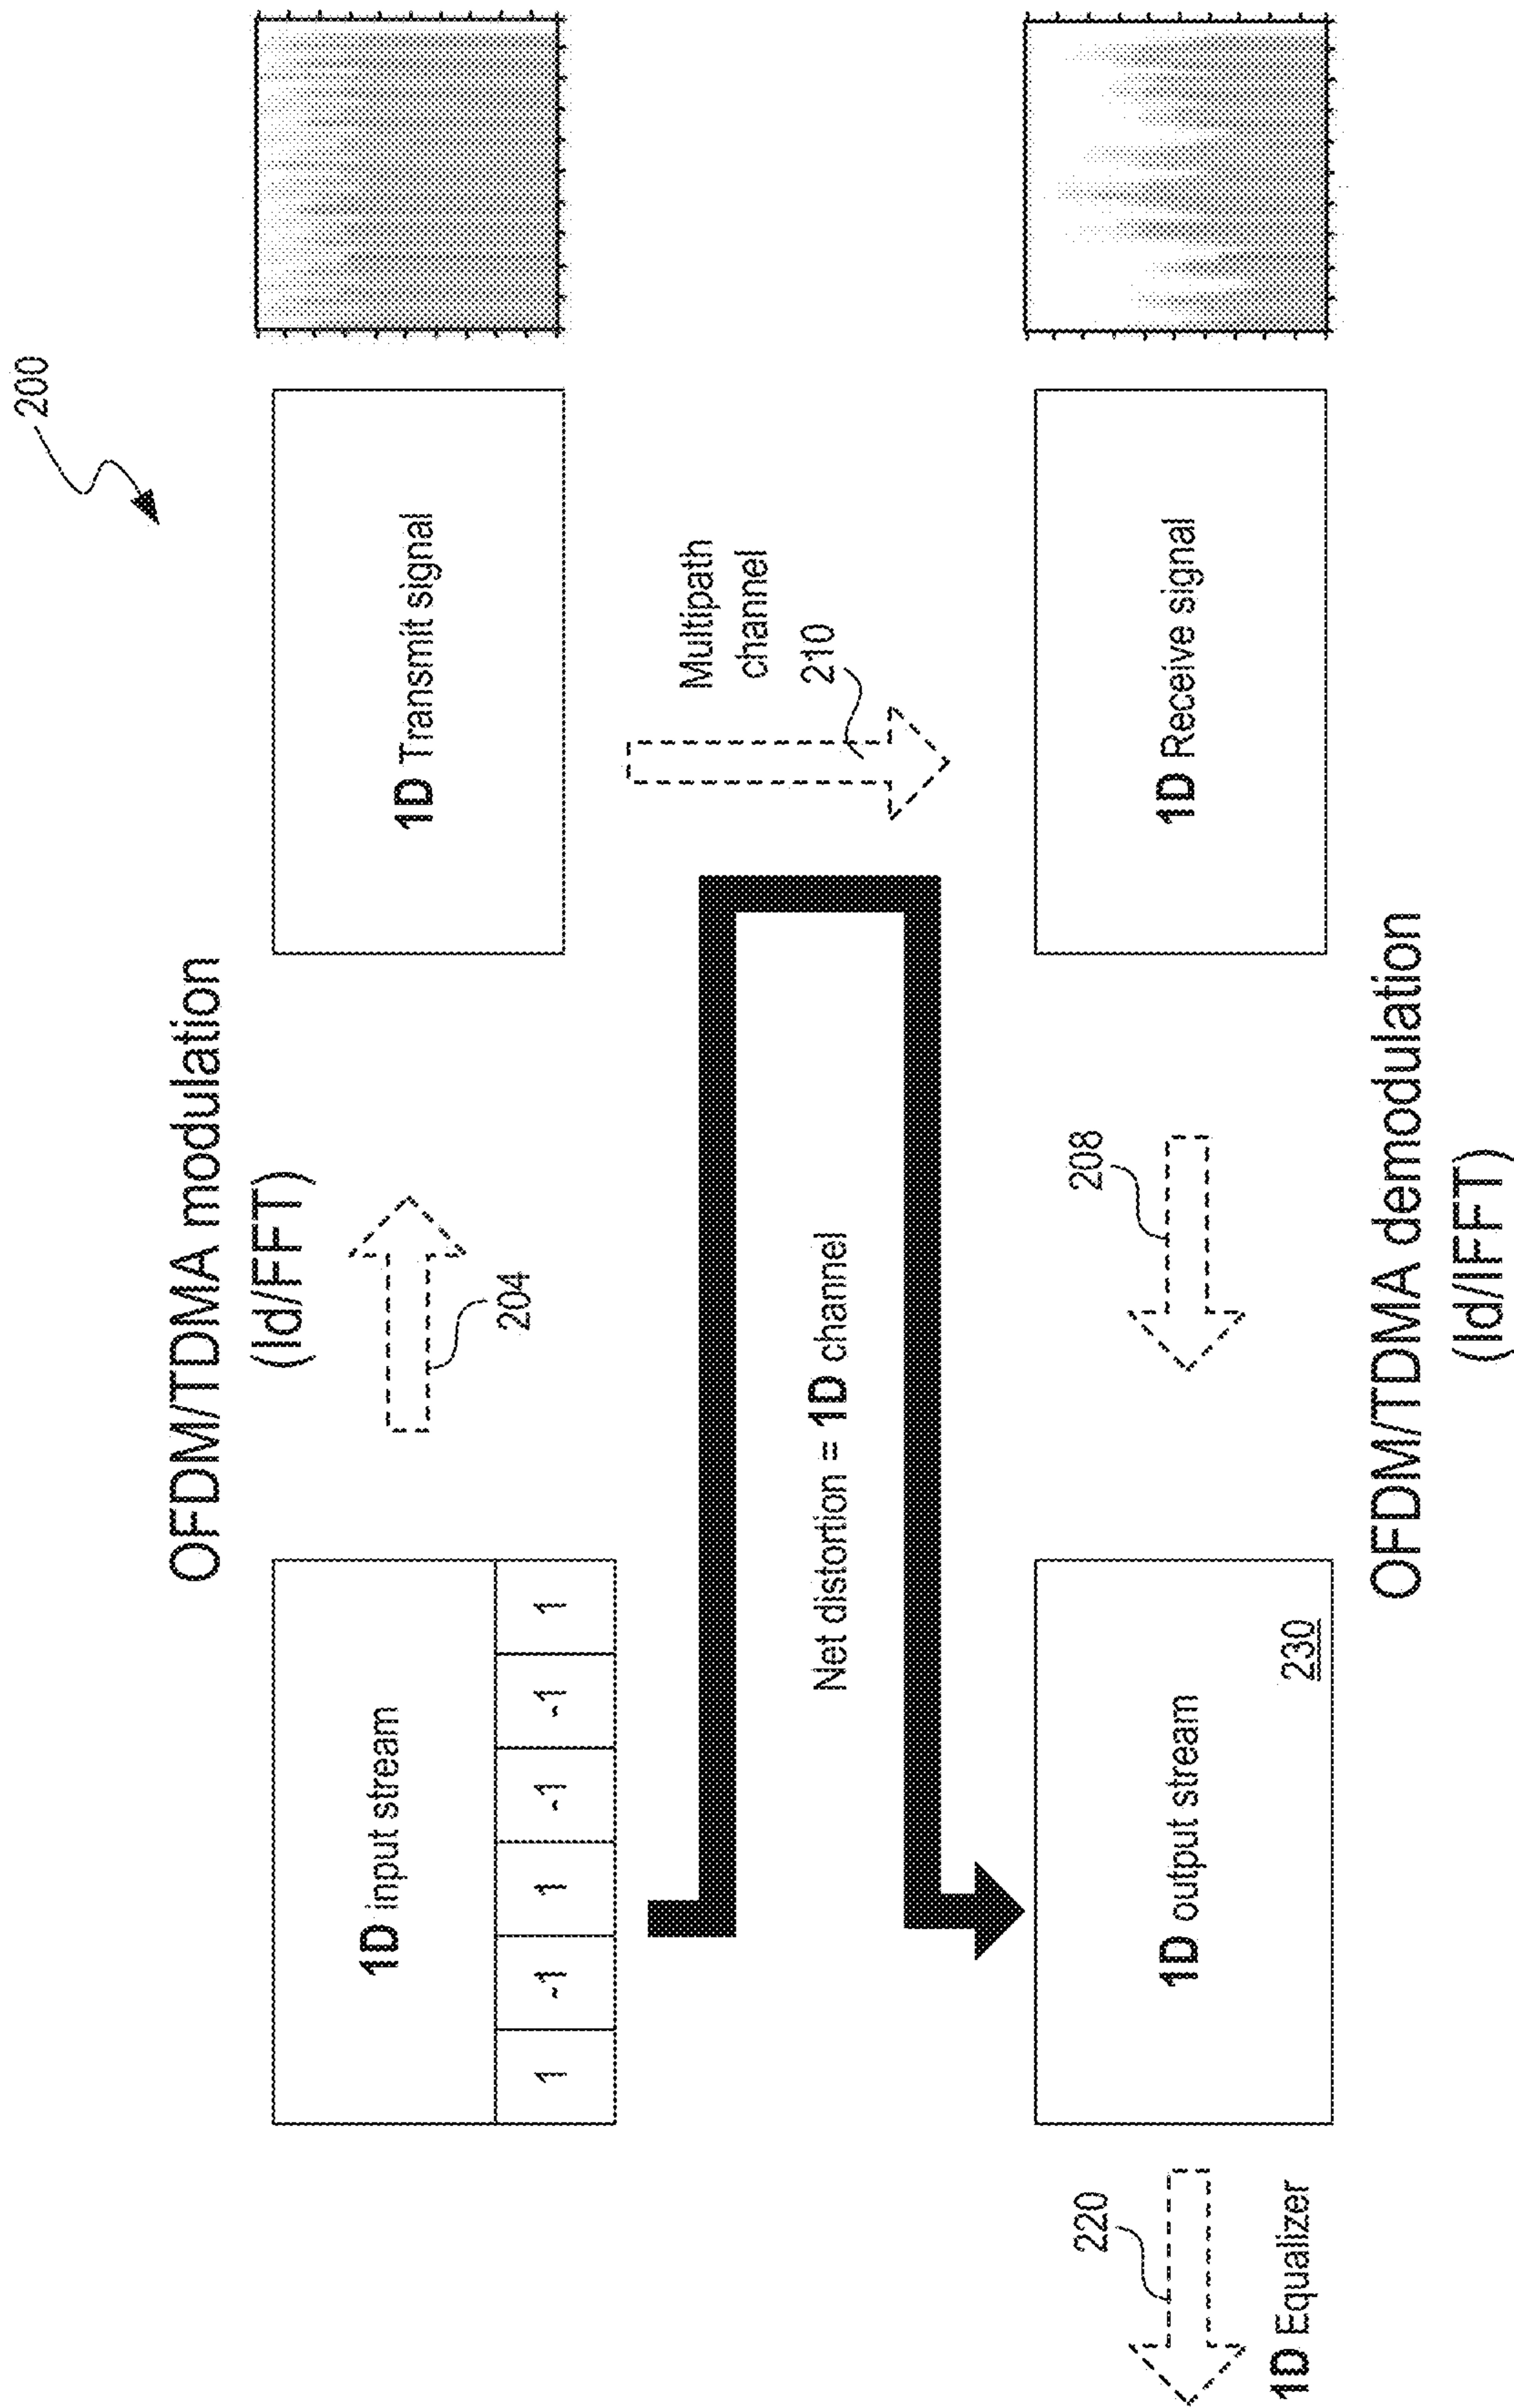 200
OFDM/TDMA modulation
(Id/FFT)
1D input stream
1 -1 1 -1 -1 1
204
1D Transmit signal
Multipath
channel
210
Net distortion = 1D channel
220
1D Equalizer
1D output stream
230
208
1D Receive signal
OFDM/TDMA demodulation
(Id/IFFT)